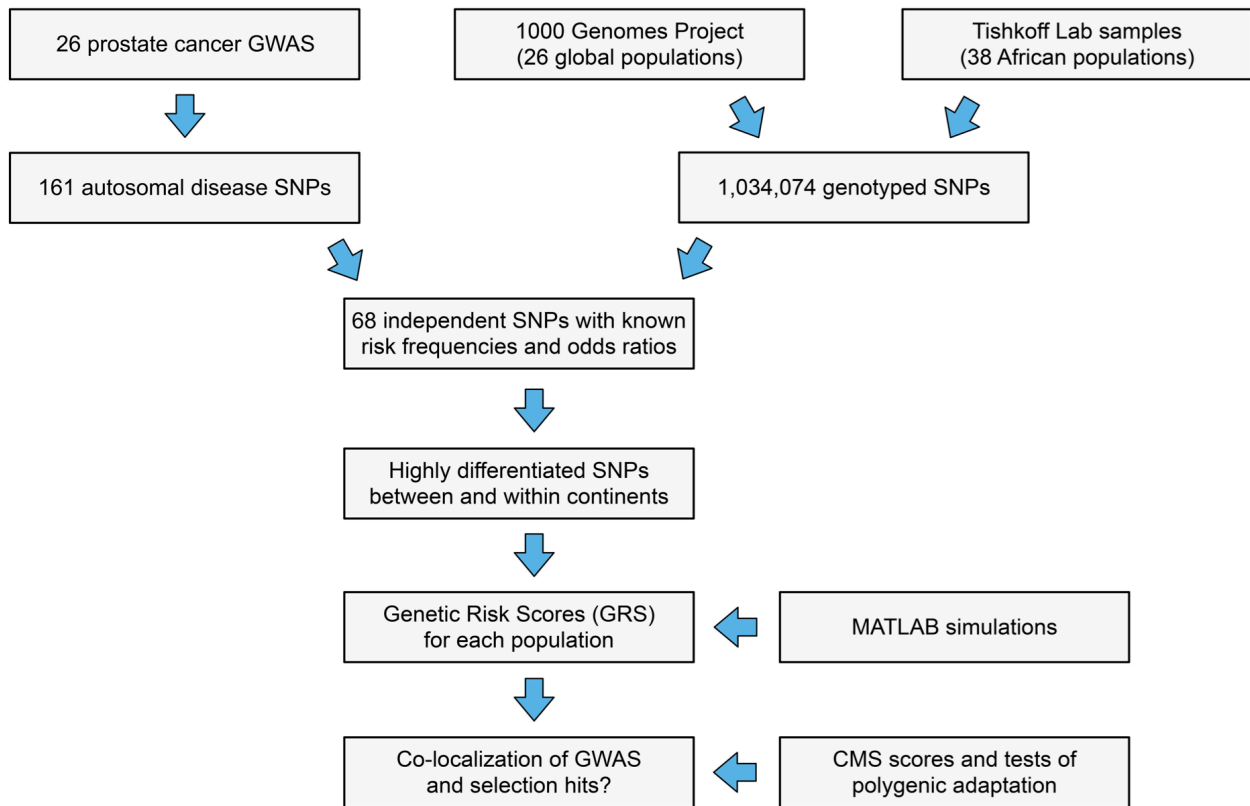 26 prostate cancer GWAS
1000 Genomes Project
(26 global populations)
Tishkoff Lab samples
(38 African populations)
161 autosomal disease SNPs
1,034,074 genotyped SNPs
68 independent SNPs with known
risk frequencies and odds ratios
Highly differentiated SNPs
between and within continents
Genetic Risk Scores (GRS)
for each population
MATLAB simulations
Co-localization of GWAS
and selection hits?
CMS scores and tests of
polygenic adaptation